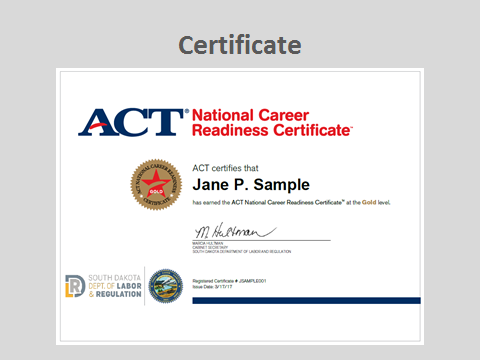 Certificate
ACT® National Career
Readiness Certificate™
ACT certifies that
Jane P. Sample
has earned the ACT National Career Readiness Certificate® at the Gold level.
ACT NATIONAL CAREER READINESS
GOLD
CERTIFICATE
M Hultman
MARCIA HULTMAN
CABINET SECRETARY
SOUTH DAKOTA DEPARTMENT OF LABOR AND REGULATION
SOUTH DAKOTA
DEPT. OF LABOR
& REGULATION
Registered Certificate # JSAMPLE001
Issue Date: 3/17/17